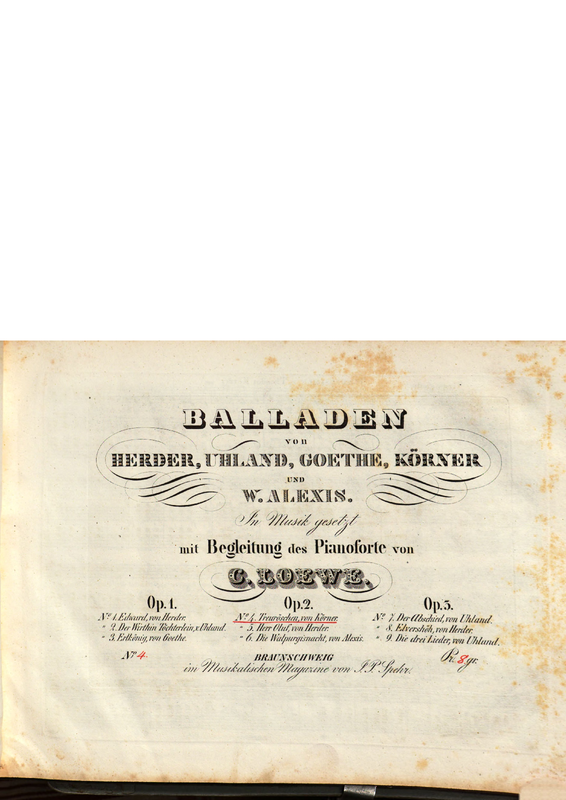 BALLADEN
von
HERDER, UHLAND, GOETHE, KÖRNER
UND
W. ALEXIS.
In Musik gesetzt
mit Begleitung des Pianoforte von
C. LOEWE.
Op. 1. Op. 2. Op. 3.
No. 1. Edward, von Herder. No. 4. Treuröschen, von Körner No. 7. Der Abschied, von Uhland.
" 2. Der Wirthin Töchterlein, v. Uhland. " 5. Herr Oluf, von Herder. " 8. Elvershöh, von Herder.
" 3. Erlkönig, von Goethe. " 6. Die Walpurgisnacht, von Alexis. " 9. Die drei Lieder, von Uhland.
No. 4. BRAUNSCHWEIG Pr. 8 gr.
im Musikalischen Magazine von J. P. Spehr.